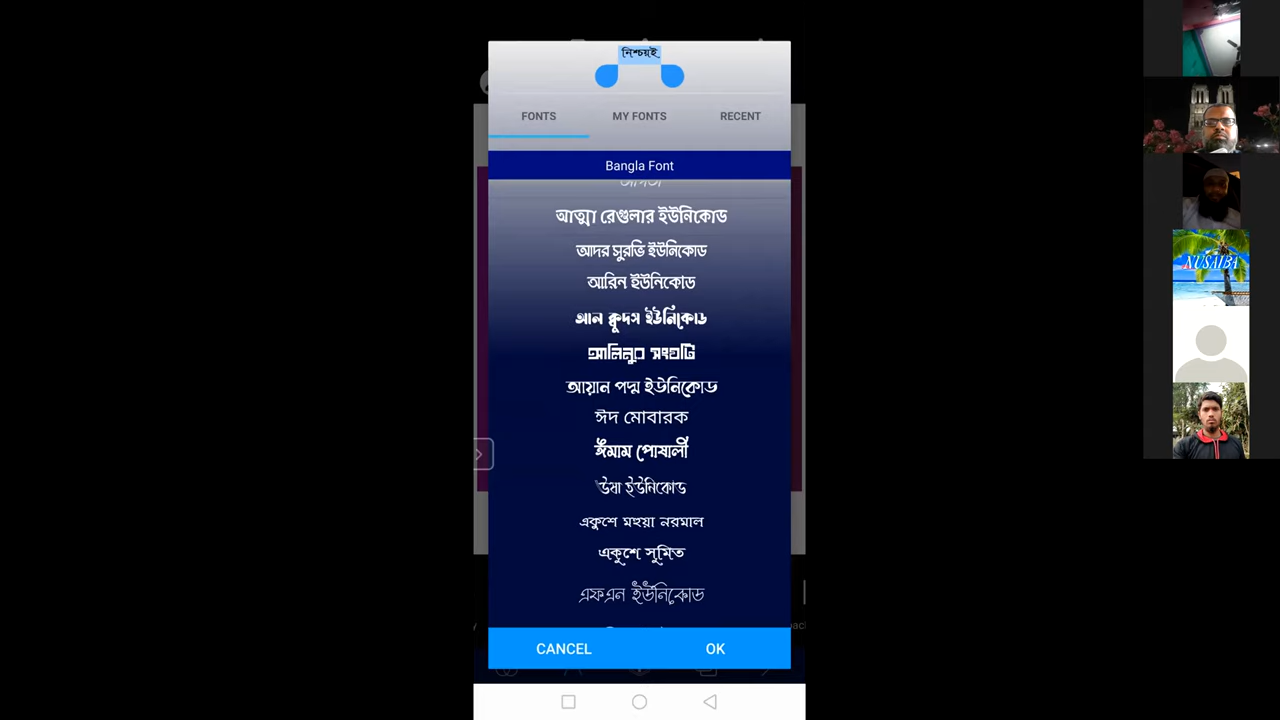 নিশ্চয়ই
FONTS
MY FONTS
RECENT
Bangla Font
আত্মা রেগুলার ইউনিকোড
আদর সুরভি ইউনিকোড
আরিন ইউনিকোড
আল ক্বুদস ইউনিকোড
আলিনুর সংঘটি
আয়ান পদ্ম ইউনিকোড
ঈদ মোবারক
ঈমাম পোষালী
উষা ইউনিকোড
একুশে মহুয়া নরমাল
একুশে সুমিত
এফএন ইউনিকোড
CANCEL
OK
NUSAIBA